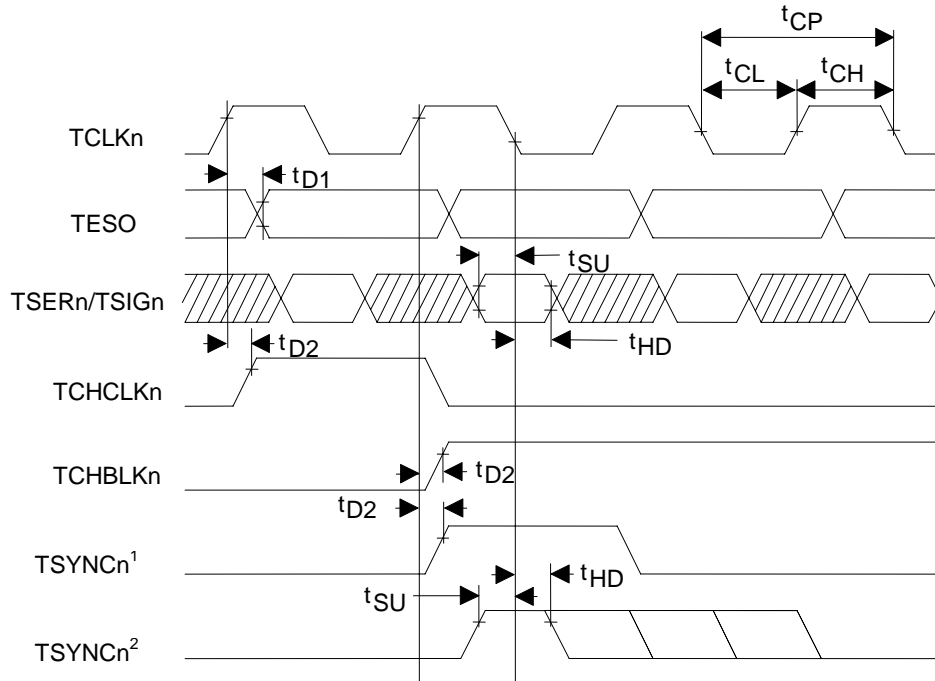 tCP
tCL tCH
TCLKn
tD1
TESO
tSU
TSERn/TSIGn
tD2 tHD
TCHCLKn
TCHBLKn tD2
tD2
TSYNCn1
tHD
tSU
TSYNCn2